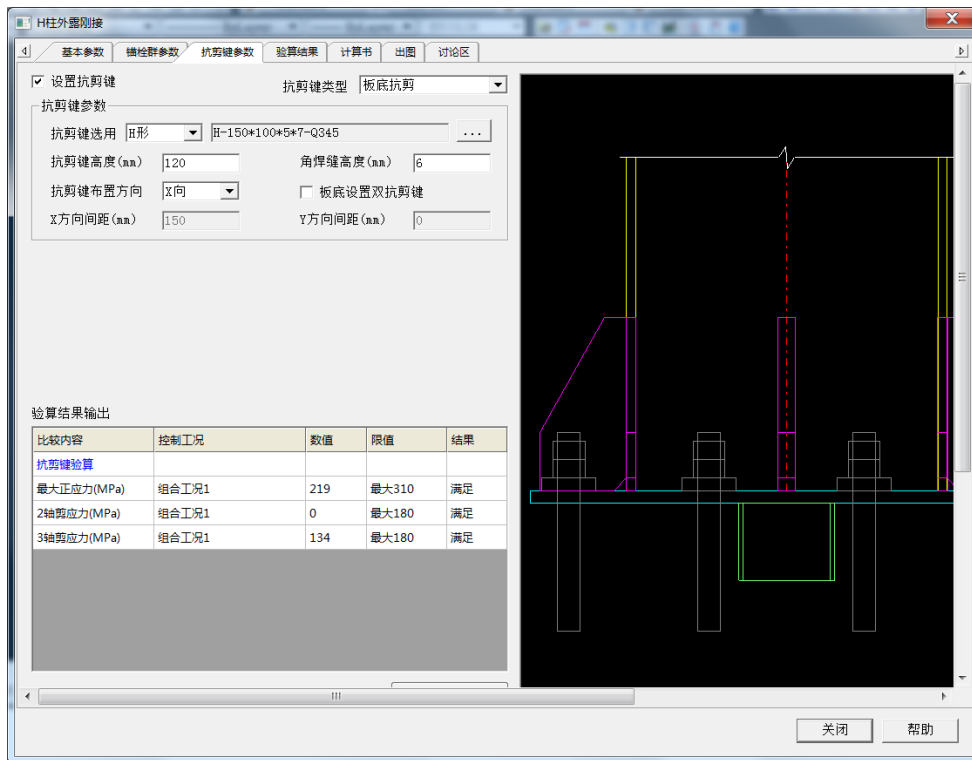 H柱外露刚接
基本参数 锚栓群参数 抗剪键参数 验算结果 计算书 出图 讨论区
设置抗剪键 抗剪键类型 板底抗剪
抗剪键参数
抗剪键选用 H形 H-150*100*5*7-Q345 ...
抗剪键高度(mm) 120 角焊缝高度(mm) 6
抗剪键布置方向 X向 板底设置双抗剪键
X方向间距(mm) 150 Y方向间距(mm) 0
验算结果输出
比较内容 控制工况 数值 限值 结果
抗剪键验算
最大正应力(MPa) 组合工况1 219 最大310 满足
2轴剪应力(MPa) 组合工况1 0 最大180 满足
3轴剪应力(MPa) 组合工况1 134 最大180 满足
关闭 帮助